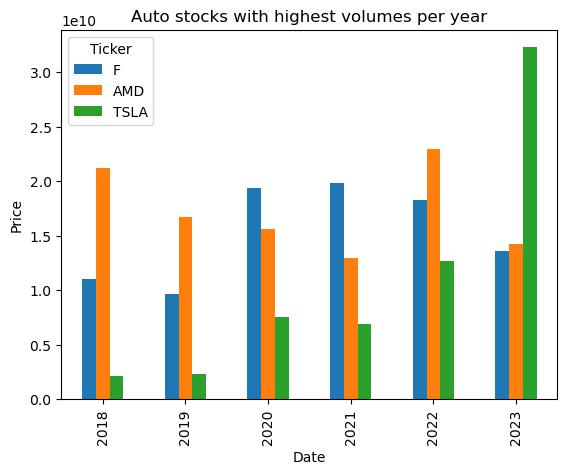 Auto stocks with highest volumes per year
1e10
Ticker
F
AMD
TSLA
Price
3.0
2.5
2.0
1.5
1.0
0.5
0.0
2018
2019
2020
2021
2022
2023
Date